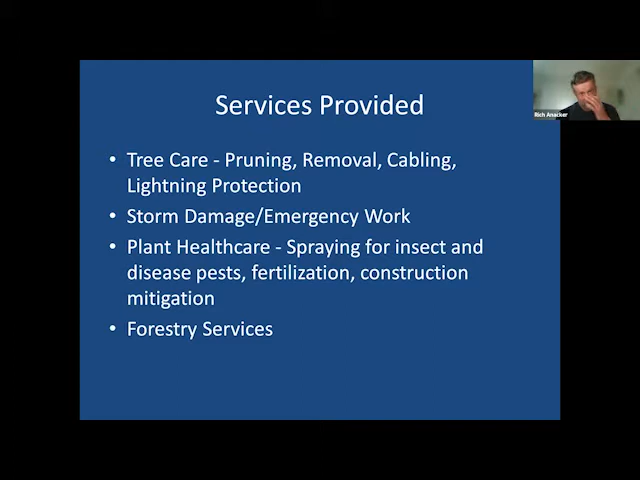 Services Provided
• Tree Care - Pruning, Removal, Cabling,
Lightning Protection
• Storm Damage/Emergency Work
• Plant Healthcare - Spraying for insect and
disease pests, fertilization, construction
mitigation
• Forestry Services
Rich Anacker